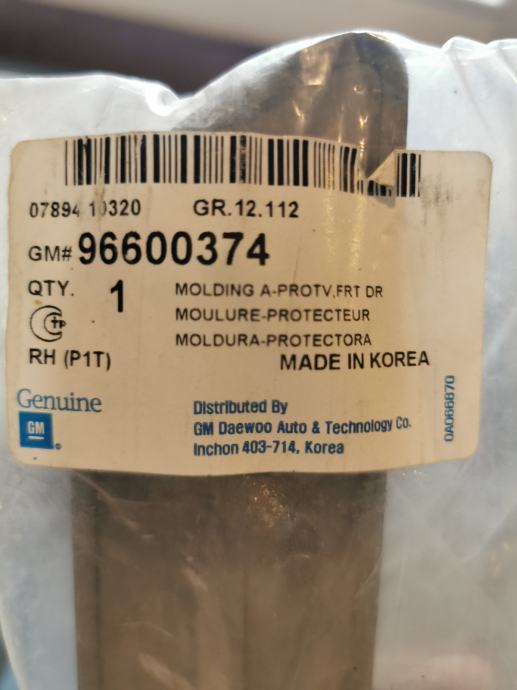 07894 10320 GR.12.112
GM# 96600374
QTY. 1
MOLDING A-PROTV,FRT DR
MOULURE-PROTECTEUR
MOLDURA-PROTECTORA
RH (P1T)
MADE IN KOREA
Genuine
GM
Distributed By
GM Daewoo Auto & Technology Co.
Inchon 403-714, Korea
0A066870